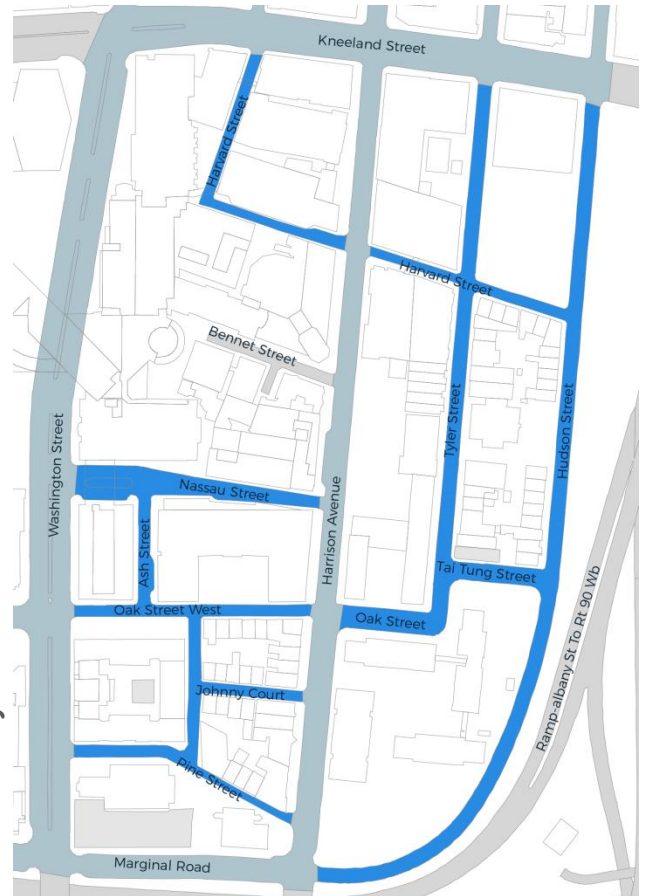 Kneeland Street
Harvard Street
Harvard Street
Bennet Street
Tyler Street
Hudson Street
Washington Street
Nassau Street
Harrison Avenue
Ash Street
Tai Tung Street
Oak Street West
Oak Street
Ramp-albany St To Rt 90 Wb
Johnny Court
Pine Street
Marginal Road